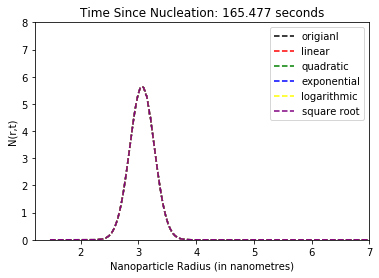 Time Since Nucleation: 165.477 seconds
8
7
6
5
4
3
2
1
0
N(r,t)
origianl
linear
quadratic
exponential
logarithmic
square root
2 3 4 5 6 7
Nanoparticle Radius (in nanometres)